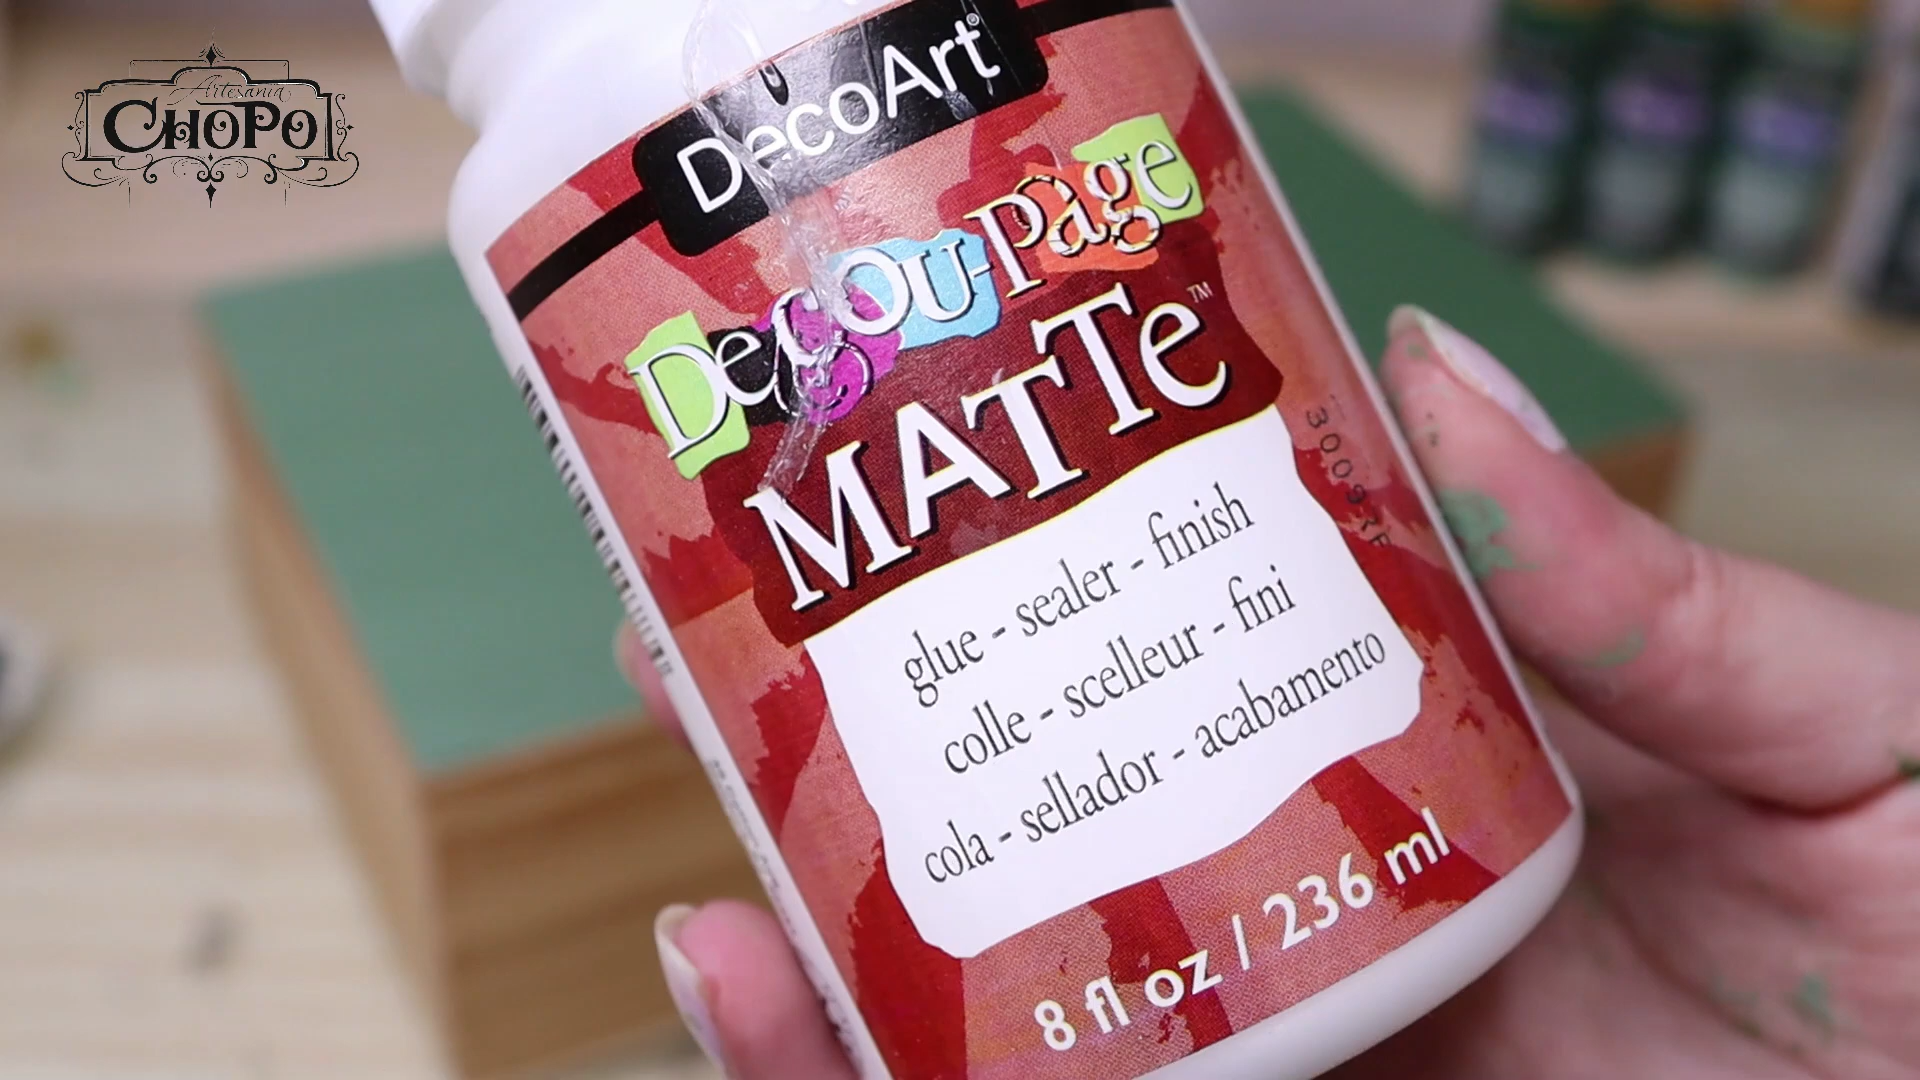 Artesanía
CHOPO
DecoArt®
Decou-Page
MATTE™
glue - sealer - finish
colle - scelleur - fini
cola - sellador - acabamento
8 fl oz / 236 ml